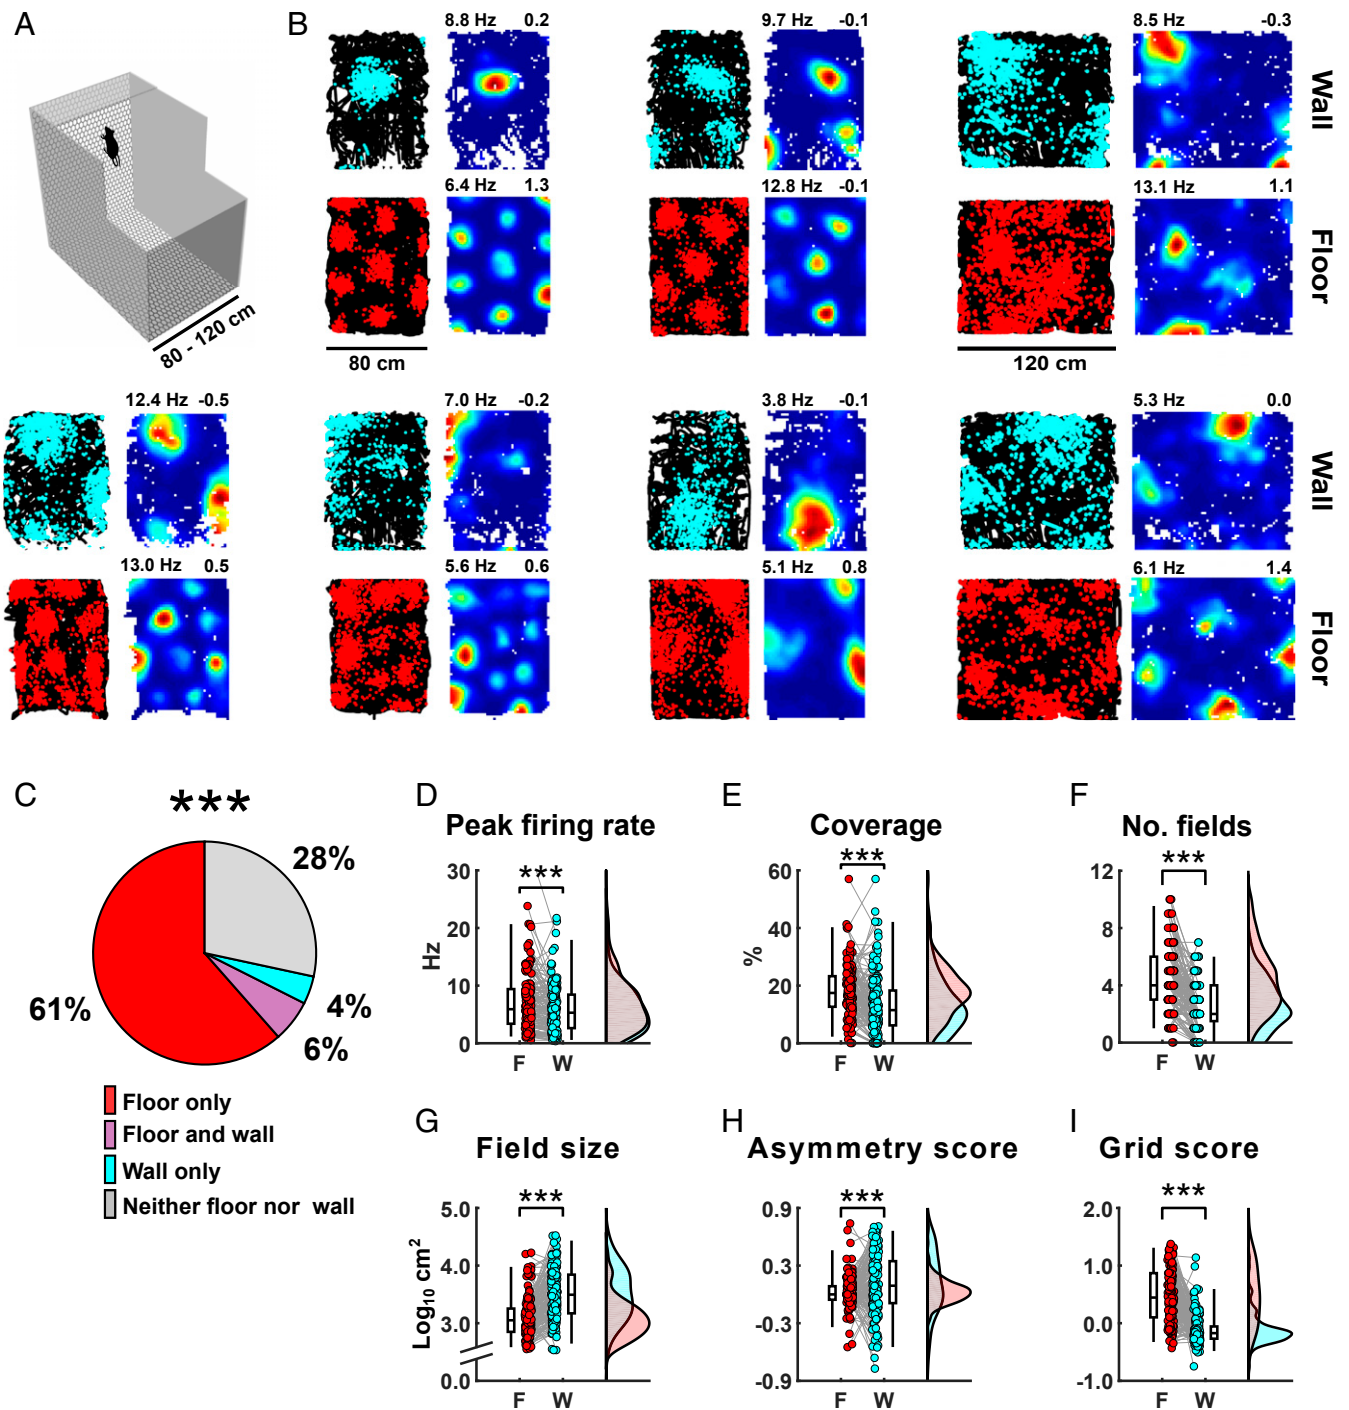 A
B
80 - 120 cm
8.8 Hz 0.2
9.7 Hz -0.1
8.5 Hz -0.3
Wall
6.4 Hz 1.3
12.8 Hz -0.1
13.1 Hz 1.1
Floor
80 cm
120 cm
12.4 Hz -0.5
7.0 Hz -0.2
3.8 Hz -0.1
5.3 Hz 0.0
Wall
13.0 Hz 0.5
5.6 Hz 0.6
5.1 Hz 0.8
6.1 Hz 1.4
Floor
C
***
28%
61%
4%
6%
Floor only
Floor and wall
Wall only
Neither floor nor wall
D
Peak firing rate
***
Hz
30
20
10
0
F W
E
Coverage
***
%
60
40
20
0
F W
F
No. fields
***
12
8
4
0
F W
G
Field size
***
Log10 cm2
5.0
4.0
3.0
0.0
F W
H
Asymmetry score
***
0.9
0.3
-0.3
-0.9
F W
I
Grid score
***
2.0
1.0
0.0
-1.0
F W